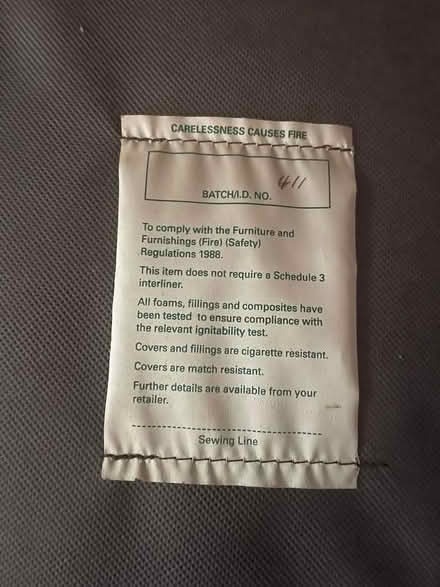 CARELESSNESS CAUSES FIRE
411
BATCH/I.D. NO.
To comply with the Furniture and
Furnishings (Fire) (Safety)
Regulations 1988.
This item does not require a Schedule 3
interliner.
All foams, fillings and composites have
been tested to ensure compliance with
the relevant ignitability test.
Covers and fillings are cigarette resistant.
Covers are match resistant.
Further details are available from your
retailer.
Sewing Line